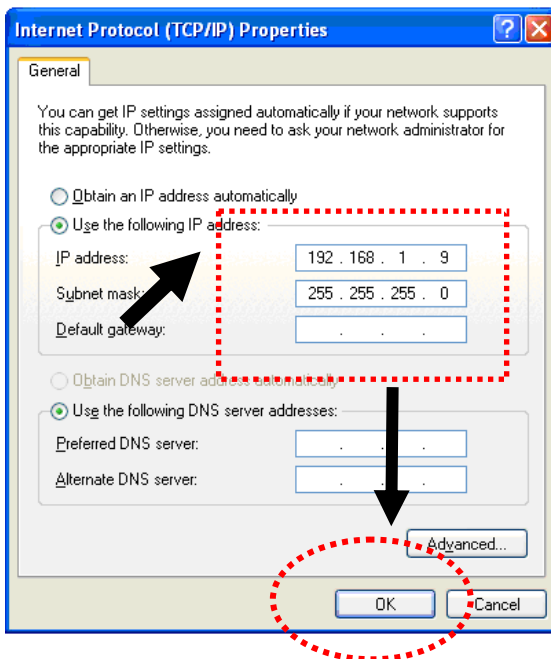 Internet Protocol (TCP/IP) Properties
General
You can get IP settings assigned automatically if your network supports
this capability. Otherwise, you need to ask your network administrator for
the appropriate IP settings.
Obtain an IP address automatically
Use the following IP address:
IP address: 192 . 168 . 1 . 9
Subnet mask: 255 . 255 . 255 . 0
Default gateway: . . .
Obtain DNS server address automatically
Use the following DNS server addresses:
Preferred DNS server: . . .
Alternate DNS server: . . .
Advanced...
OK Cancel